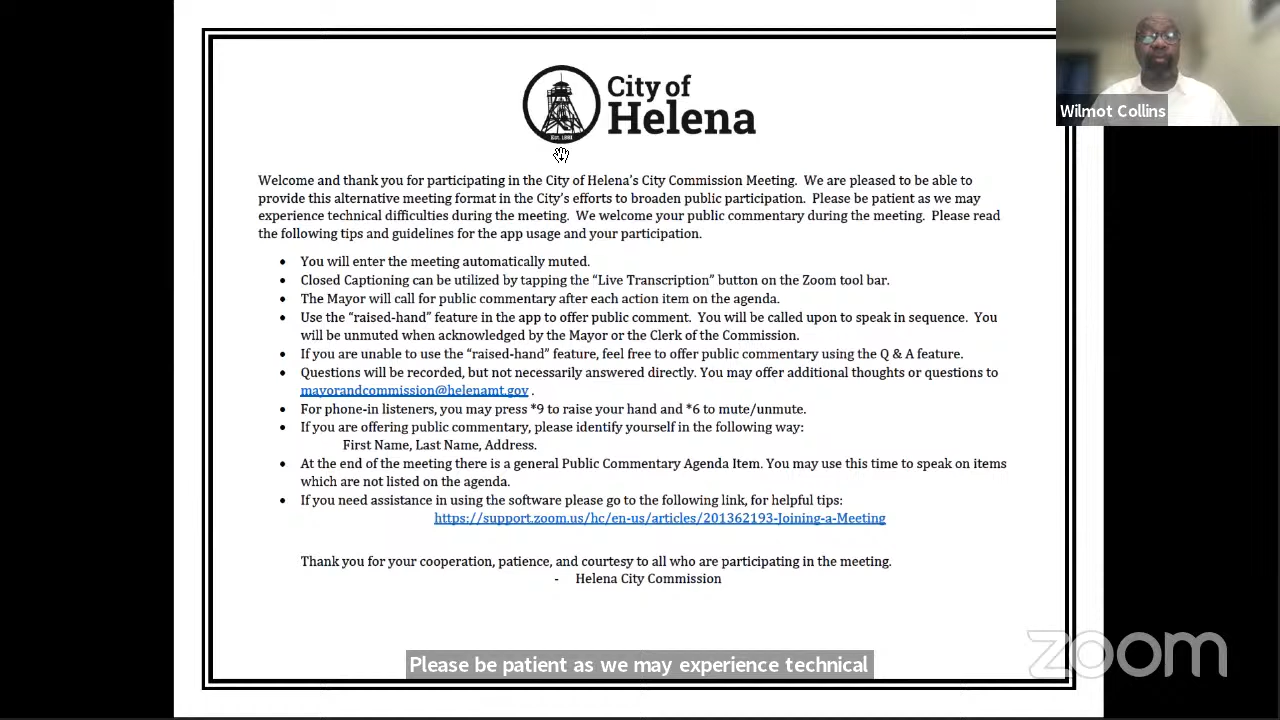 City of
Helena
Est. 1881
Wilmot Collins
Welcome and thank you for participating in the City of Helena's City Commission Meeting. We are pleased to be able to
provide this alternative meeting format in the City's efforts to broaden public participation. Please be patient as we may
experience technical difficulties during the meeting. We welcome your public commentary during the meeting. Please read
the following tips and guidelines for the app usage and your participation.
• You will enter the meeting automatically muted.
• Closed Captioning can be utilized by tapping the “Live Transcription” button on the Zoom tool bar.
• The Mayor will call for public commentary after each action item on the agenda.
• Use the “raised-hand” feature in the app to offer public comment. You will be called upon to speak in sequence. You
will be unmuted when acknowledged by the Mayor or the Clerk of the Commission.
• If you are unable to use the “raised-hand” feature, feel free to offer public commentary using the Q & A feature.
• Questions will be recorded, but not necessarily answered directly. You may offer additional thoughts or questions to
mayorandcommission@helenamt.gov .
• For phone-in listeners, you may press *9 to raise your hand and *6 to mute/unmute.
• If you are offering public commentary, please identify yourself in the following way:
First Name, Last Name, Address.
• At the end of the meeting there is a general Public Commentary Agenda Item. You may use this time to speak on items
which are not listed on the agenda.
• If you need assistance in using the software please go to the following link, for helpful tips:
https://support.zoom.us/hc/en-us/articles/201362193-Joining-a-Meeting
Thank you for your cooperation, patience, and courtesy to all who are participating in the meeting.
- Helena City Commission
Please be patient as we may experience technical
zoom